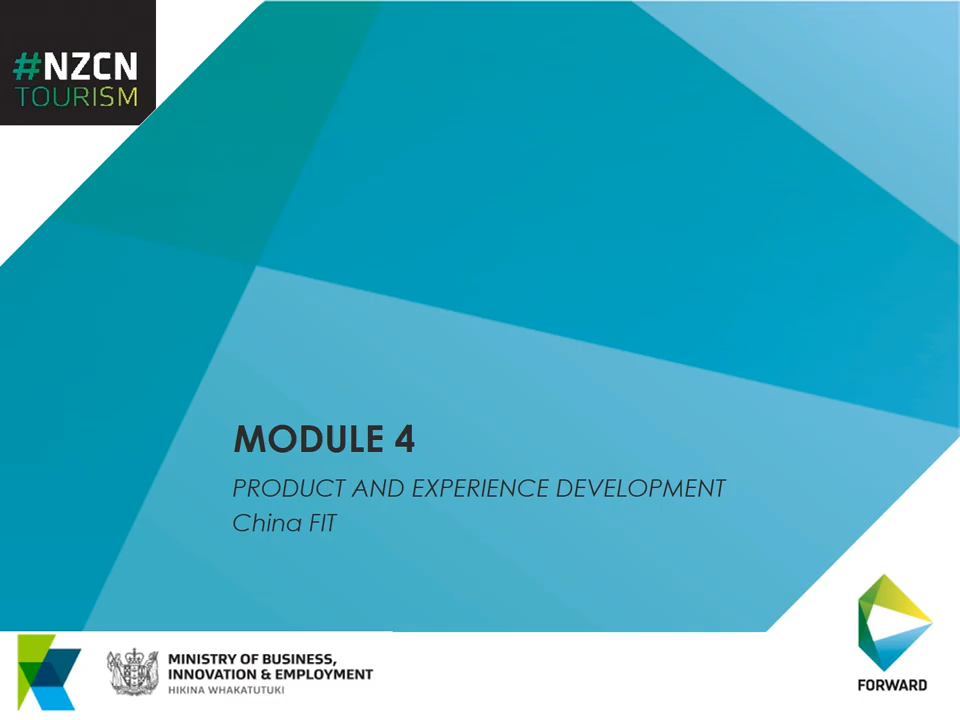 #NZCN
TOURISM
MODULE 4
PRODUCT AND EXPERIENCE DEVELOPMENT
China FIT
MINISTRY OF BUSINESS,
INNOVATION & EMPLOYMENT
HIKINA WHAKATUTUKI
FORWARD